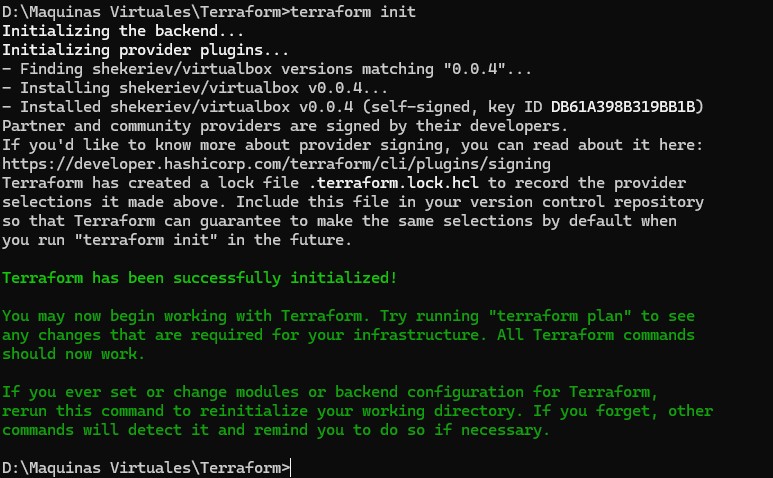 D:\Maquinas Virtuales\Terraform>terraform init
Initializing the backend...
Initializing provider plugins...
- Finding shekeriev/virtualbox versions matching "0.0.4"...
- Installing shekeriev/virtualbox v0.0.4...
- Installed shekeriev/virtualbox v0.0.4 (self-signed, key ID DB61A398B319BB1B)
Partner and community providers are signed by their developers.
If you'd like to know more about provider signing, you can read about it here:
https://developer.hashicorp.com/terraform/cli/plugins/signing
Terraform has created a lock file .terraform.lock.hcl to record the provider
selections it made above. Include this file in your version control repository
so that Terraform can guarantee to make the same selections by default when
you run "terraform init" in the future.
Terraform has been successfully initialized!
You may now begin working with Terraform. Try running "terraform plan" to see
any changes that are required for your infrastructure. All Terraform commands
should now work.
If you ever set or change modules or backend configuration for Terraform,
rerun this command to reinitialize your working directory. If you forget, other
commands will detect it and remind you to do so if necessary.
D:\Maquinas Virtuales\Terraform>